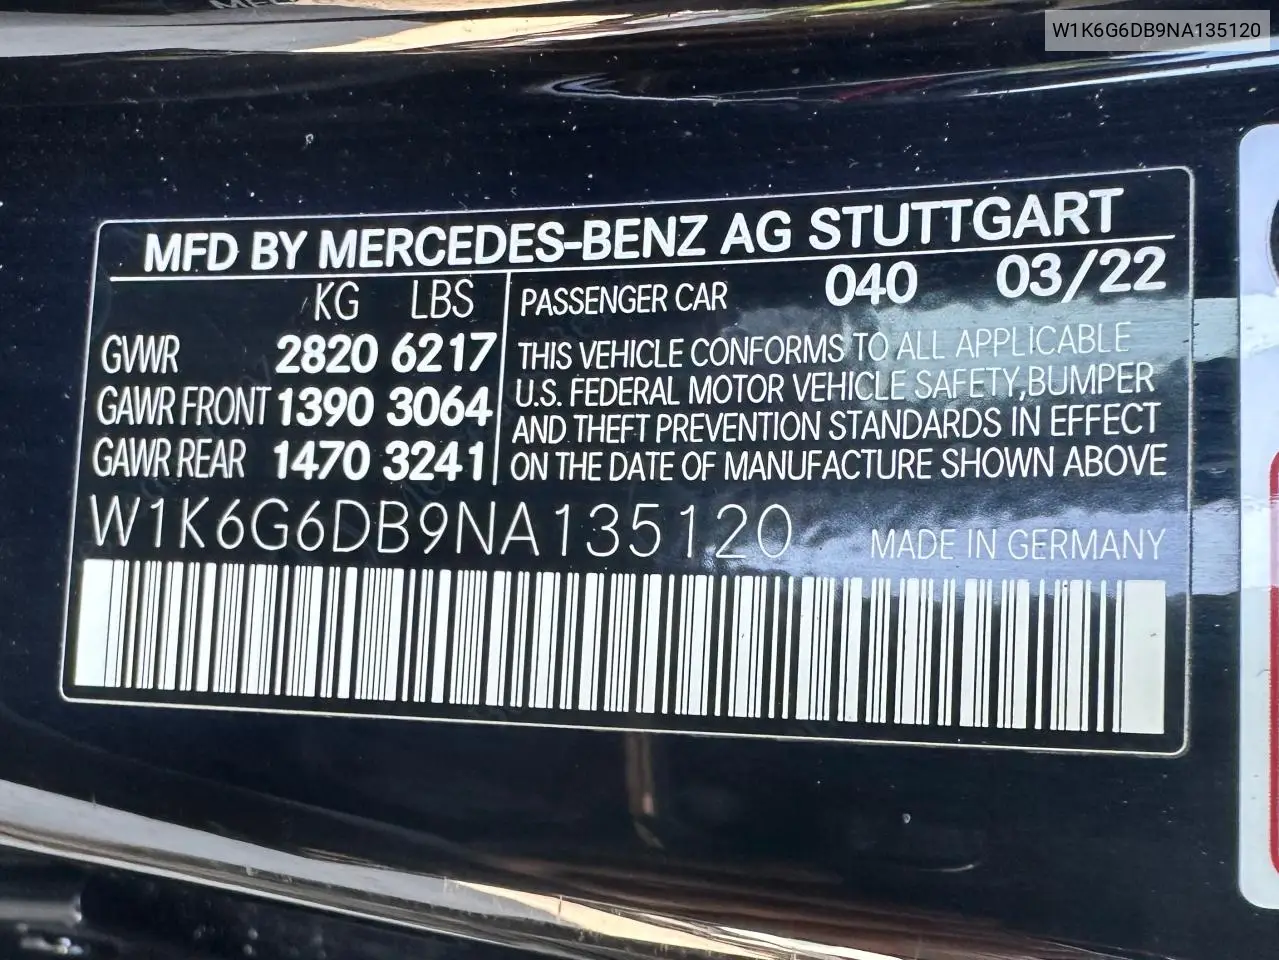 W1K6G6DB9NA135120
MFD BY MERCEDES-BENZ AG STUTTGART
KG LBS
GVWR 2820 6217
GAWR FRONT 1390 3064
GAWR REAR 1470 3241
PASSENGER CAR 040 03/22
THIS VEHICLE CONFORMS TO ALL APPLICABLE
U.S. FEDERAL MOTOR VEHICLE SAFETY, BUMPER
AND THEFT PREVENTION STANDARDS IN EFFECT
ON THE DATE OF MANUFACTURE SHOWN ABOVE
W1K6G6DB9NA135120
MADE IN GERMANY